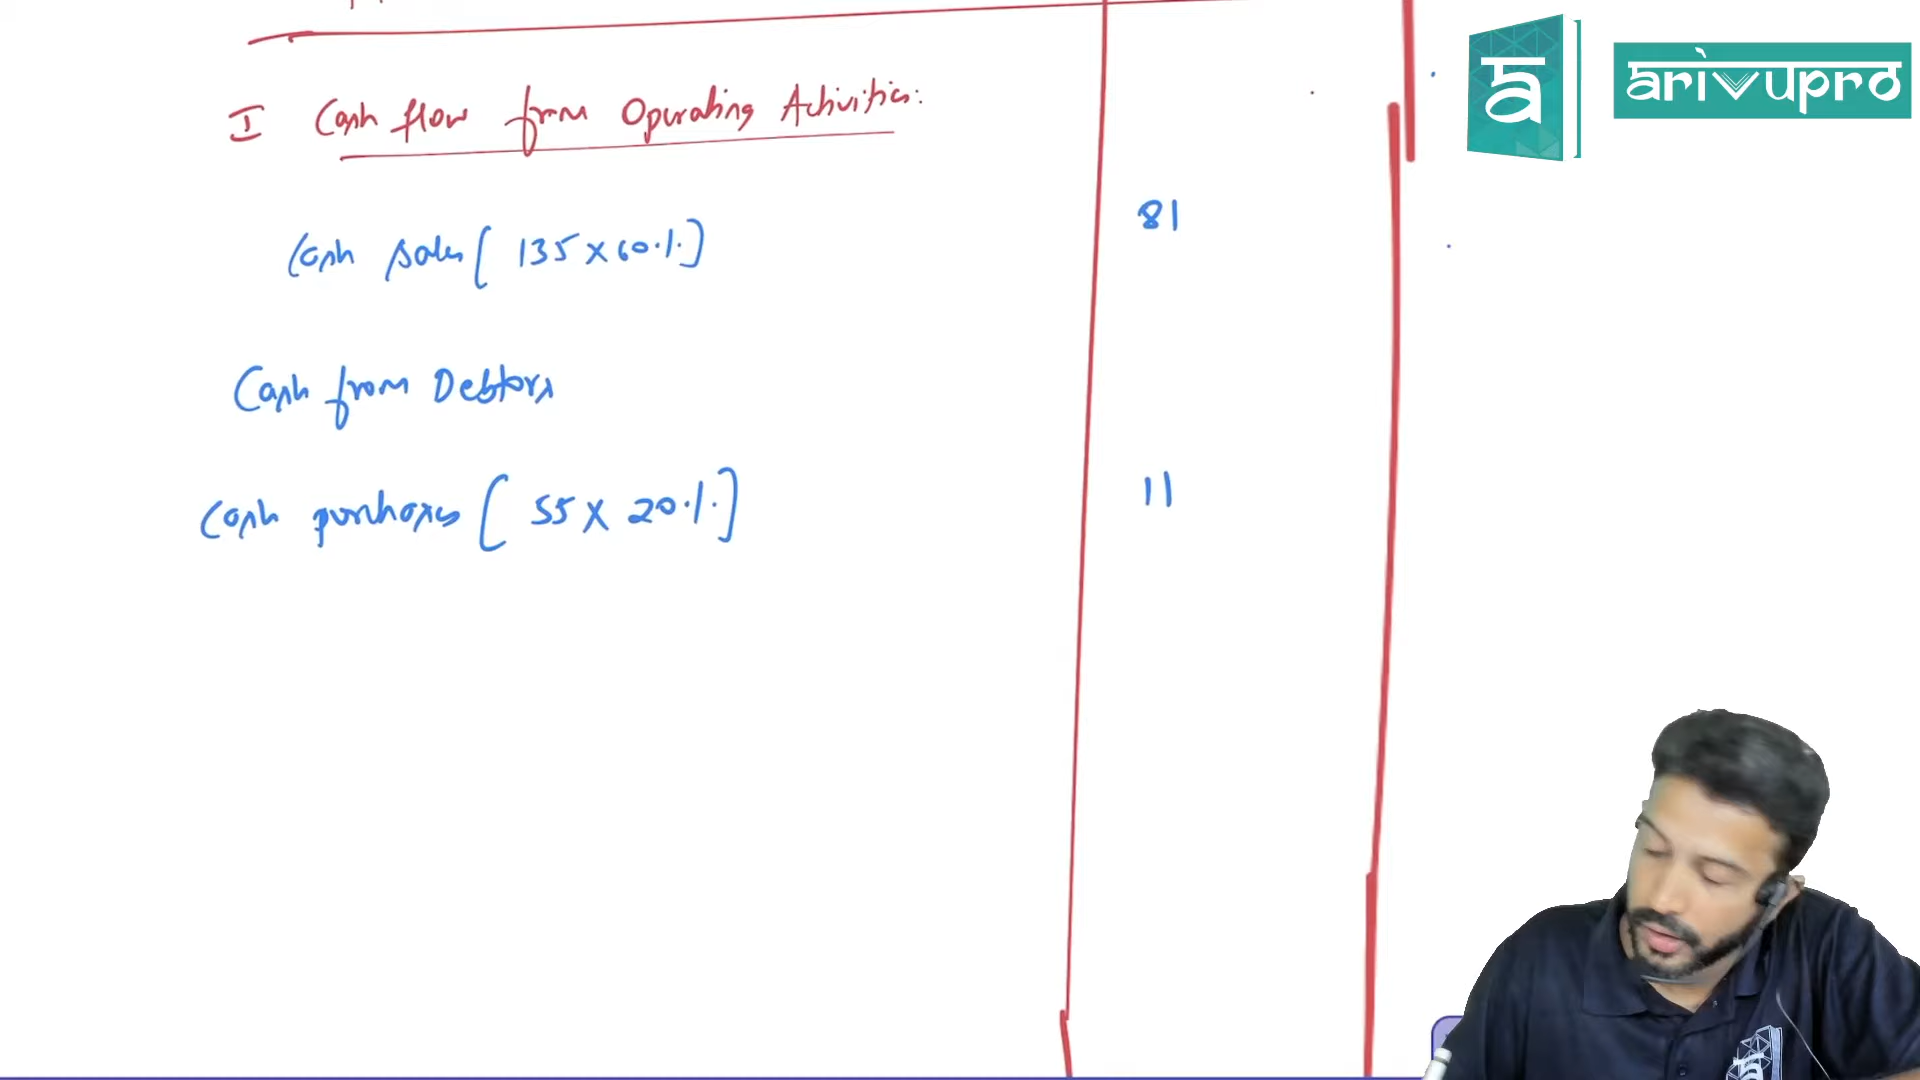 arivupro
I Cash flow from Operating Activities:
Cash sales [ 135 x 60% ] 81
Cash from Debtors
Cash purchases [ 55 x 20% ] 11